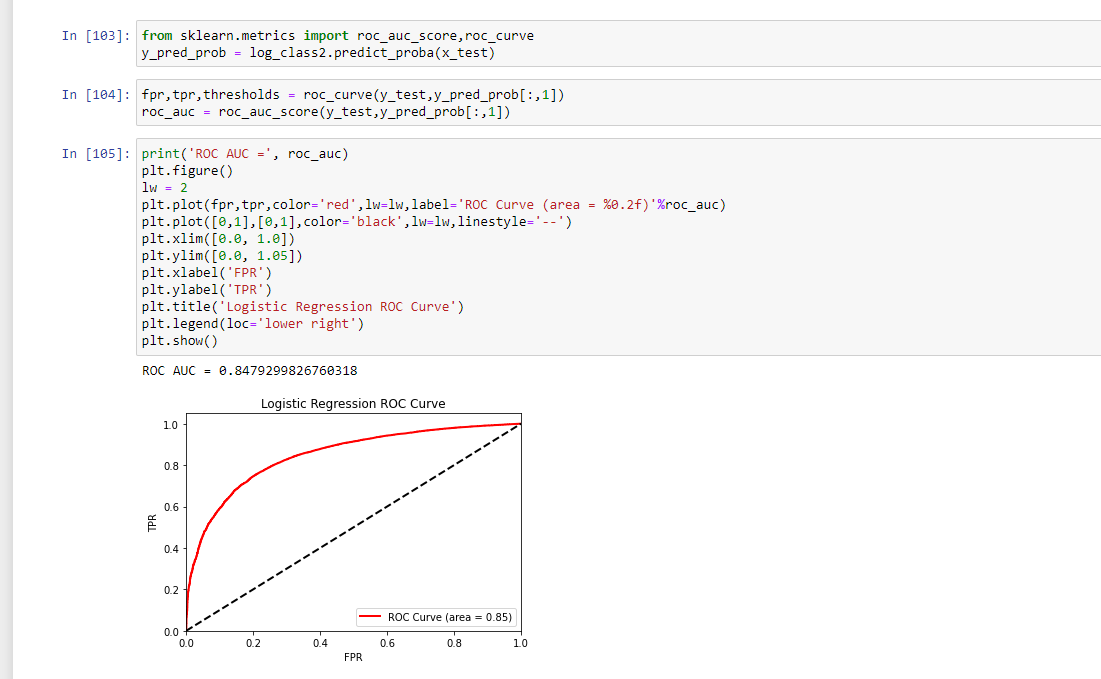 In [103]: from sklearn.metrics import roc_auc_score,roc_curve
y_pred_prob = log_class2.predict_proba(x_test)
In [104]: fpr,tpr,thresholds = roc_curve(y_test,y_pred_prob[:,1])
roc_auc = roc_auc_score(y_test,y_pred_prob[:,1])
In [105]: print('ROC AUC =', roc_auc)
plt.figure()
lw = 2
plt.plot(fpr,tpr,color='red',lw=lw,label='ROC Curve (area = %0.2f)'%roc_auc)
plt.plot([0,1],[0,1],color='black',lw=lw,linestyle='--')
plt.xlim([0.0, 1.0])
plt.ylim([0.0, 1.05])
plt.xlabel('FPR')
plt.ylabel('TPR')
plt.title('Logistic Regression ROC Curve')
plt.legend(loc='lower right')
plt.show()
ROC AUC = 0.8479299826760318
Logistic Regression ROC Curve
1.0
0.8
0.6
TPR
0.4
0.2
ROC Curve (area = 0.85)
0.0
0.0 0.2 0.4 0.6 0.8 1.0
FPR